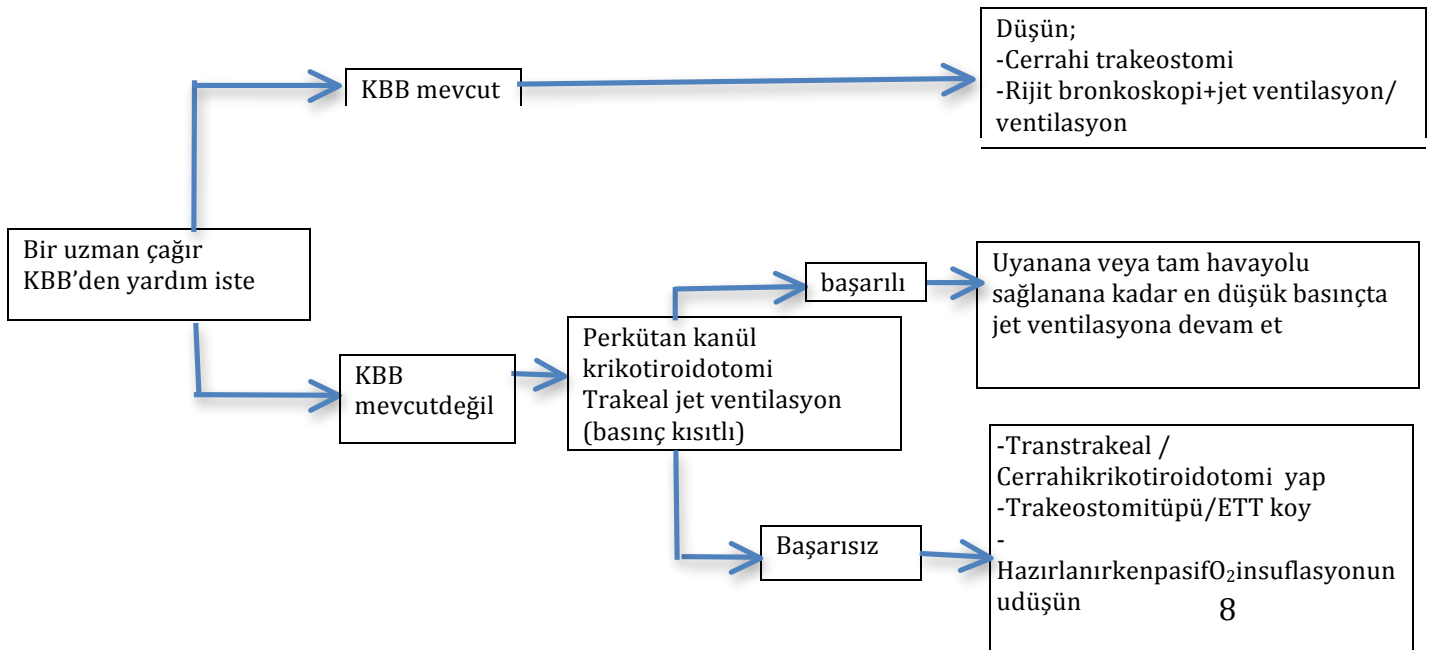 Düşün;
-Cerrahi trakeostomi
-Rijit bronkoskopi+jet ventilasyon/
ventilasyon
KBB mevcut
Bir uzman çağır
KBB’den yardım iste
KBB
mevcutdeğil
Perkütan kanül
krikotiroidotomi
Trakeal jet ventilasyon
(basınç kısıtlı)
başarılı
Uyanana veya tam havayolu
sağlanana kadar en düşük basınçta
jet ventilasyona devam et
Başarısız
-Transtrakeal /
Cerrahikrikotiroidotomi yap
-Trakeostomitüpü/ETT koy
-
HazırlanırkenpasifO₂insuflasyonun
udüşün
8